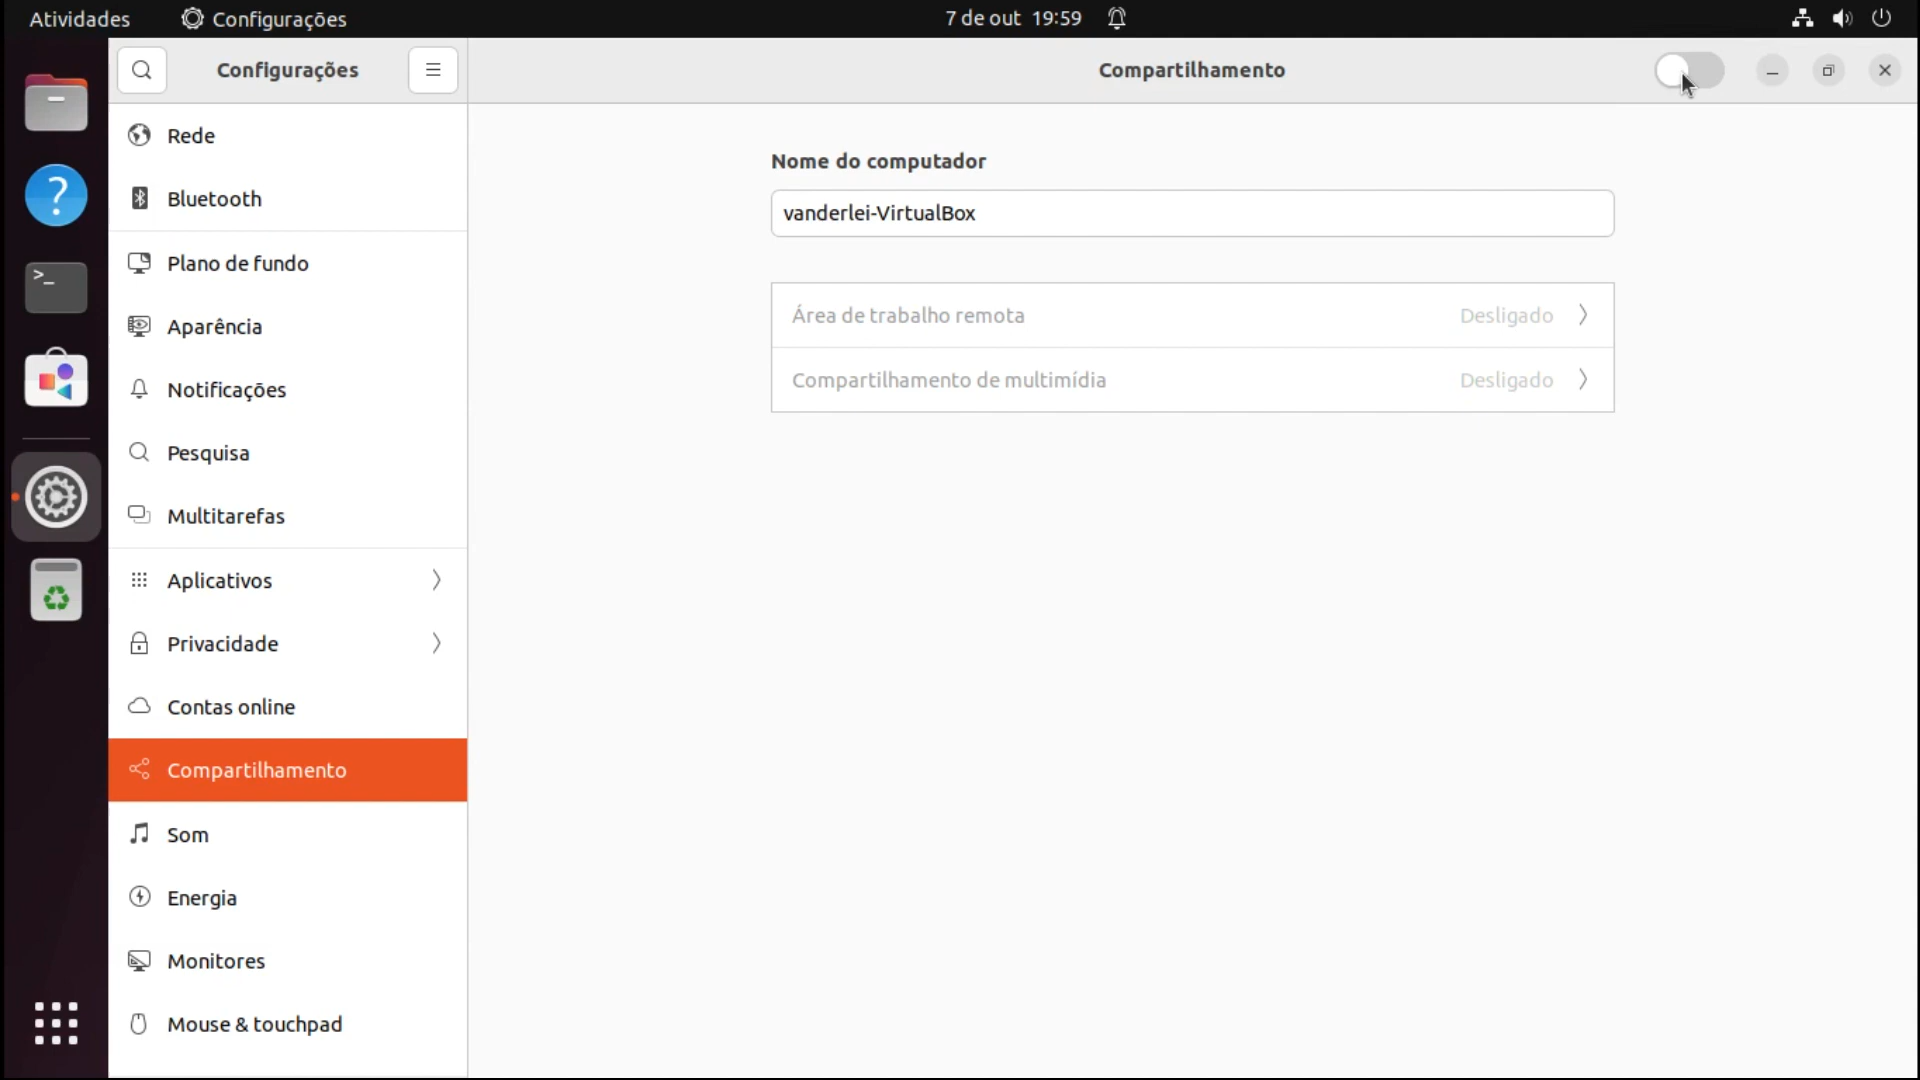 Atividades
Configurações
7 de out 19:59
Configurações
Compartilhamento
Rede
Bluetooth
Plano de fundo
Aparência
Notificações
Pesquisa
Multitarefas
Aplicativos
Privacidade
Contas online
Compartilhamento
Som
Energia
Monitores
Mouse & touchpad
Nome do computador
vanderlei-VirtualBox
Área de trabalho remota Desligado
Compartilhamento de multimídia Desligado